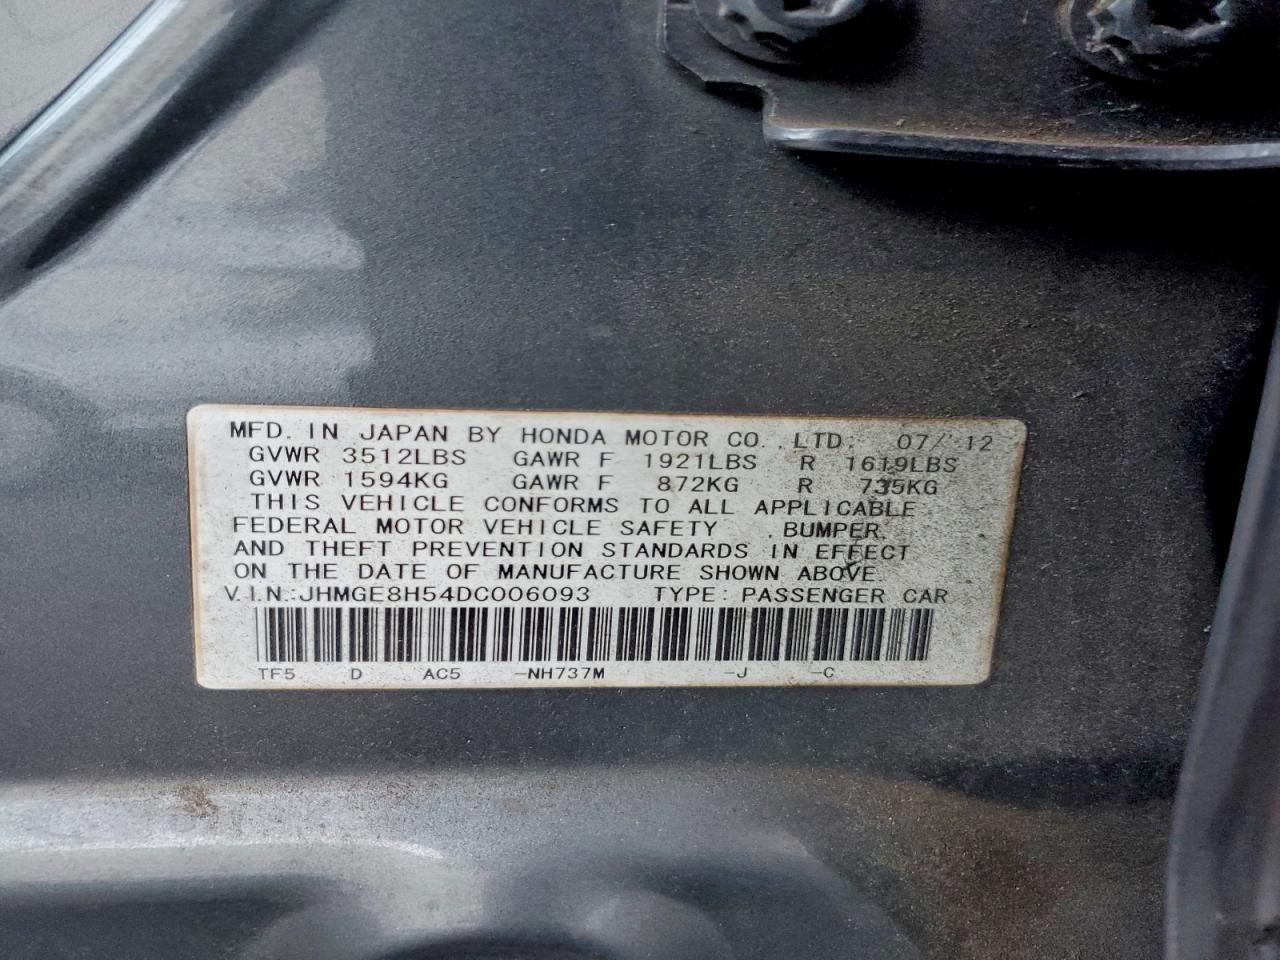 MFD. IN JAPAN BY HONDA MOTOR CO., LTD. 07/12
GVWR 3512LBS GAWR F 1921LBS R 1619LBS
GVWR 1594KG GAWR F 872KG R 735KG
THIS VEHICLE CONFORMS TO ALL APPLICABLE
FEDERAL MOTOR VEHICLE SAFETY , BUMPER,
AND THEFT PREVENTION STANDARDS IN EFFECT
ON THE DATE OF MANUFACTURE SHOWN ABOVE.
V.I.N.:JHMGE8H54DC006093 TYPE: PASSENGER CAR
TF5 D AC5 -NH737M -J -C